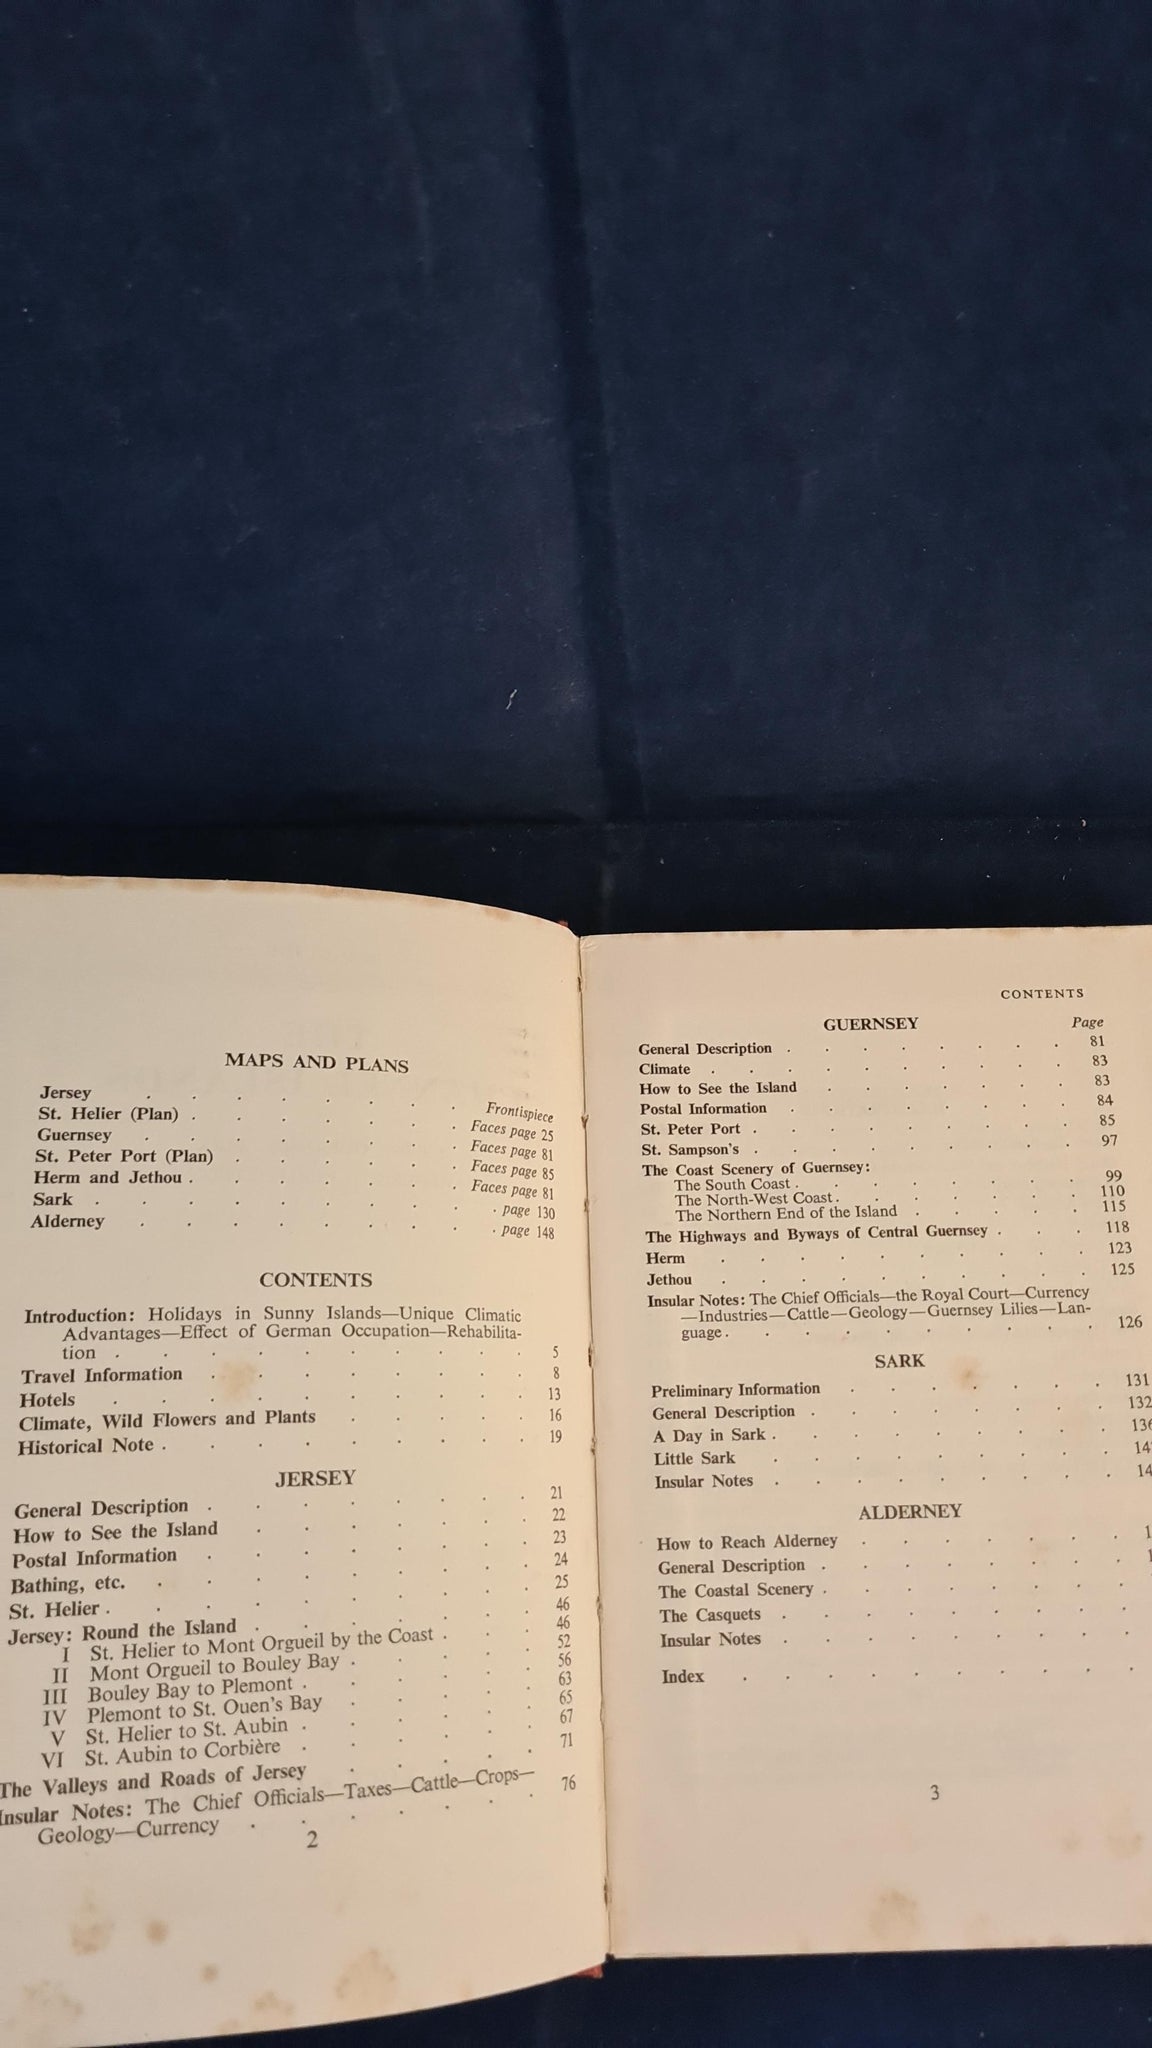 MAPS AND PLANS
Jersey . . . . . . . Frontispiece
St. Helier (Plan) . . . . . . . Faces page 25
Guernsey . . . . . . . Faces page 81
St. Peter Port (Plan) . . . . . . Faces page 85
Herm and Jethou . . . . . . . Faces page 81
Sark . . . . . . . . . page 130
Alderney . . . . . . . . page 148
CONTENTS
Introduction: Holidays in Sunny Islands—Unique Climatic
Advantages—Effect of German Occupation—Rehabilita-
tion . . . . . . . . . . 5
Travel Information . . . . . . . 8
Hotels . . . . . . . . . 13
Climate, Wild Flowers and Plants . . . . . 16
Historical Note . . . . . . . . . 19
JERSEY
General Description . . . . . . . . 21
How to See the Island . . . . . . . 22
Postal Information . . . . . . . . 23
Bathing, etc. . . . . . . . . . 24
St. Helier . . . . . . . . . . 25
Jersey: Round the Island . . . . . . . 46
I St. Helier to Mont Orgueil by the Coast . . . 46
II Mont Orgueil to Bouley Bay . . . . . 52
III Bouley Bay to Plemont . . . . . . 56
IV Plemont to St. Ouen's Bay . . . . . 63
V St. Helier to St. Aubin . . . . . . 65
VI St. Aubin to Corbière . . . . . . 67
The Valleys and Roads of Jersey . . . . . 71
Insular Notes: The Chief Officials—Taxes—Cattle—Crops—
Geology—Currency . . . . . . . 76
2
CONTENTS
GUERNSEY Page
General Description . . . . . . . . 81
Climate . . . . . . . . . . 83
How to See the Island . . . . . . . 83
Postal Information . . . . . . . . 84
St. Peter Port . . . . . . . . . 85
St. Sampson's . . . . . . . . . 97
The Coast Scenery of Guernsey:
The South Coast . . . . . . . . 99
The North-West Coast . . . . . . . 110
The Northern End of the Island . . . . . 115
The Highways and Byways of Central Guernsey . . . 118
Herm . . . . . . . . . . 123
Jethou . . . . . . . . . . 125
Insular Notes: The Chief Officials—the Royal Court—Currency
—Industries—Cattle—Geology—Guernsey Lilies—Lan-
guage . . . . . . . . . . 126
SARK
Preliminary Information . . . . . . . 131
General Description . . . . . . . . 132
A Day in Sark . . . . . . . . . 136
Little Sark . . . . . . . . .
Insular Notes . . . . . . . . .
ALDERNEY
How to Reach Alderney . . . . . . .
General Description . . . . . . . .
The Coastal Scenery . . . . . . . .
The Casquets . . . . . . . . .
Insular Notes . . . . . . . . .
Index . . . . . . . . . .
3